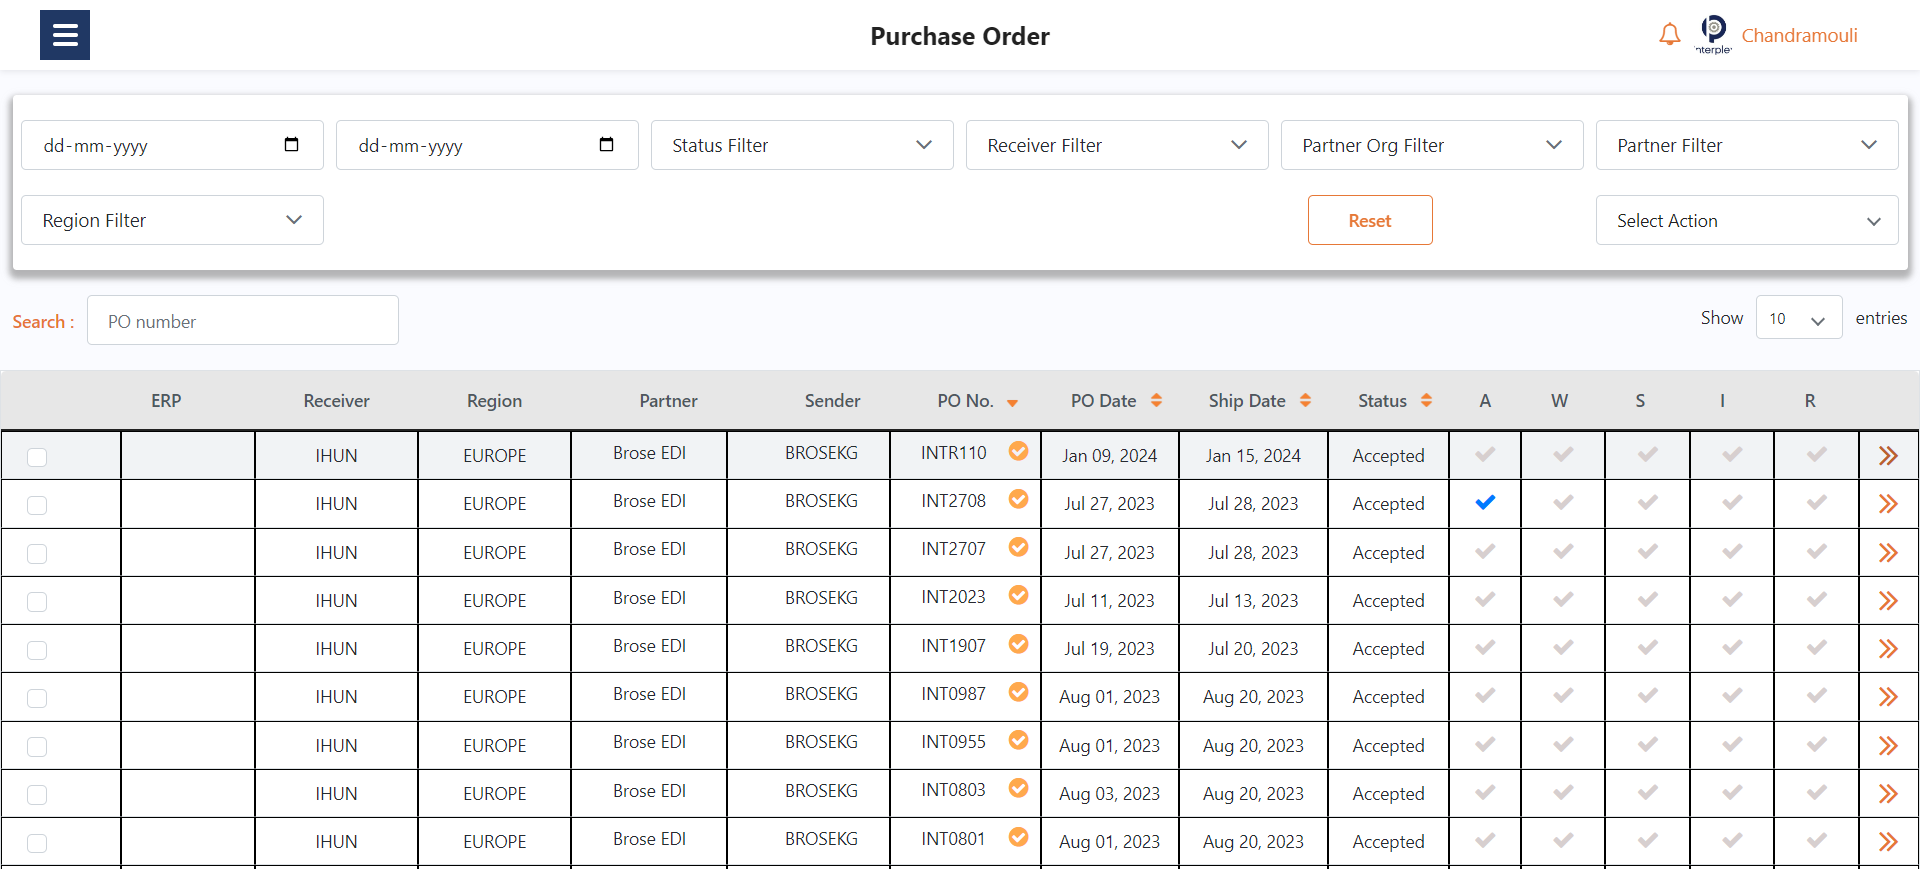 Purchase Order
nterple
Chandramouli
dd-mm-yyyy dd-mm-yyyy Status Filter Receiver Filter Partner Org Filter Partner Filter
Region Filter Reset Select Action
Search : PO number Show 10 entries
ERP Receiver Region Partner Sender PO No. PO Date Ship Date Status A W S I R
IHUN EUROPE Brose EDI BROSEKG INTR110 Jan 09, 2024 Jan 15, 2024 Accepted
IHUN EUROPE Brose EDI BROSEKG INT2708 Jul 27, 2023 Jul 28, 2023 Accepted
IHUN EUROPE Brose EDI BROSEKG INT2707 Jul 27, 2023 Jul 28, 2023 Accepted
IHUN EUROPE Brose EDI BROSEKG INT2023 Jul 11, 2023 Jul 13, 2023 Accepted
IHUN EUROPE Brose EDI BROSEKG INT1907 Jul 19, 2023 Jul 20, 2023 Accepted
IHUN EUROPE Brose EDI BROSEKG INT0987 Aug 01, 2023 Aug 20, 2023 Accepted
IHUN EUROPE Brose EDI BROSEKG INT0955 Aug 01, 2023 Aug 20, 2023 Accepted
IHUN EUROPE Brose EDI BROSEKG INT0803 Aug 03, 2023 Aug 20, 2023 Accepted
IHUN EUROPE Brose EDI BROSEKG INT0801 Aug 01, 2023 Aug 20, 2023 Accepted